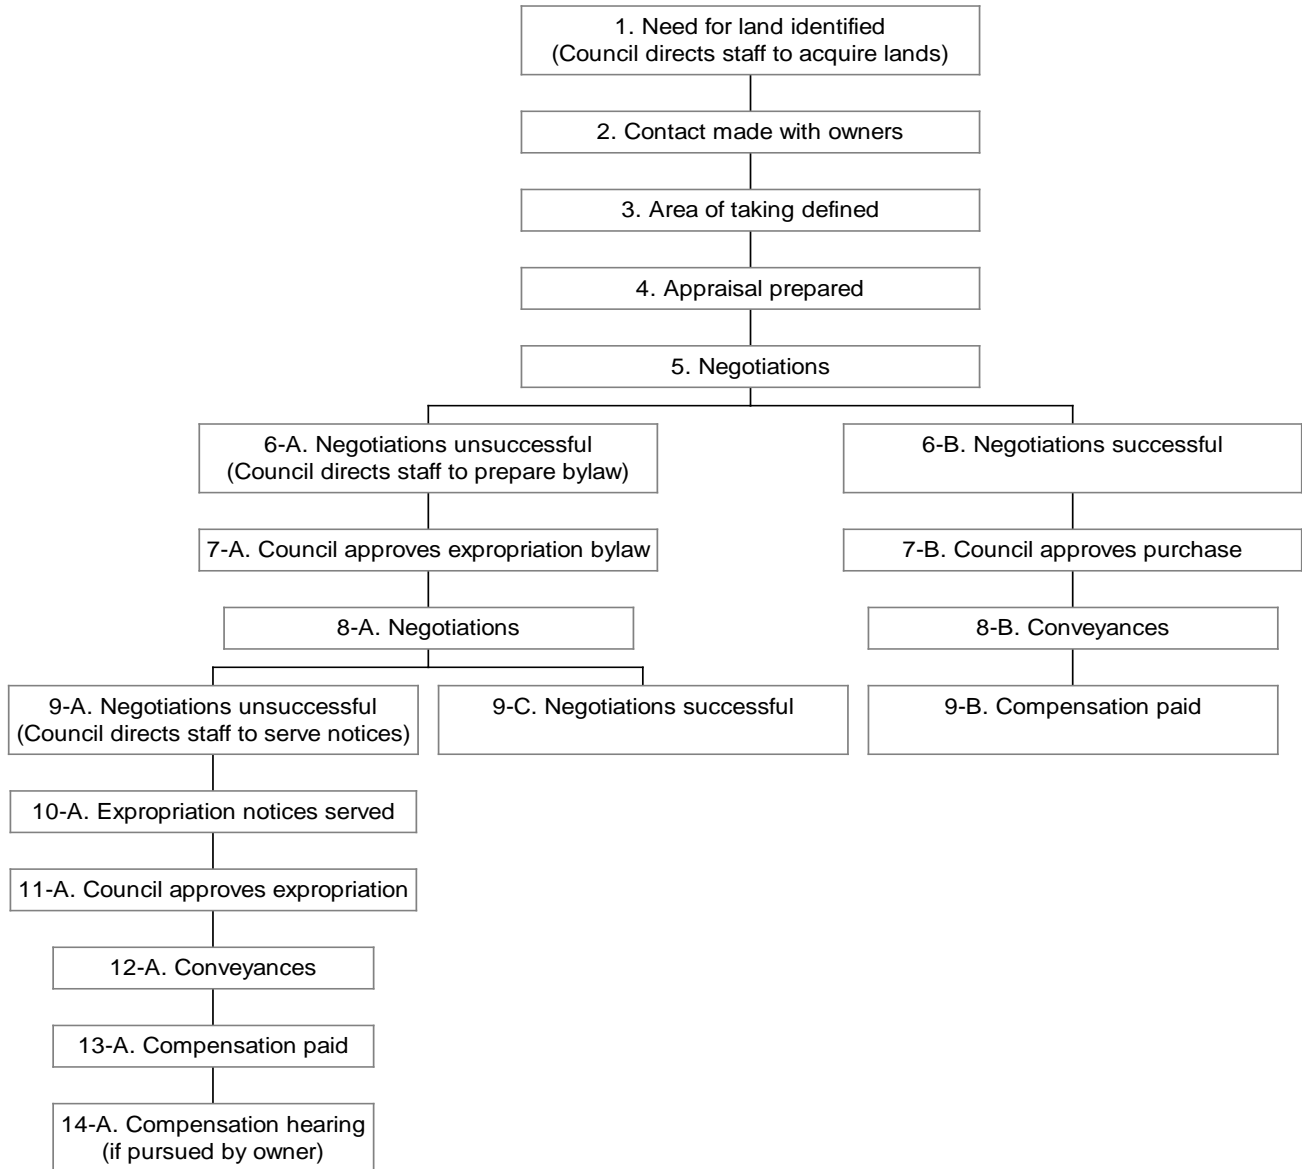 1. Need for land identified
(Council directs staff to acquire lands)
2. Contact made with owners
3. Area of taking defined
4. Appraisal prepared
5. Negotiations
6-A. Negotiations unsuccessful
(Council directs staff to prepare bylaw)
6-B. Negotiations successful
7-A. Council approves expropriation bylaw
7-B. Council approves purchase
8-A. Negotiations
8-B. Conveyances
9-A. Negotiations unsuccessful
(Council directs staff to serve notices)
9-C. Negotiations successful
9-B. Compensation paid
10-A. Expropriation notices served
11-A. Council approves expropriation
12-A. Conveyances
13-A. Compensation paid
14-A. Compensation hearing
(if pursued by owner)